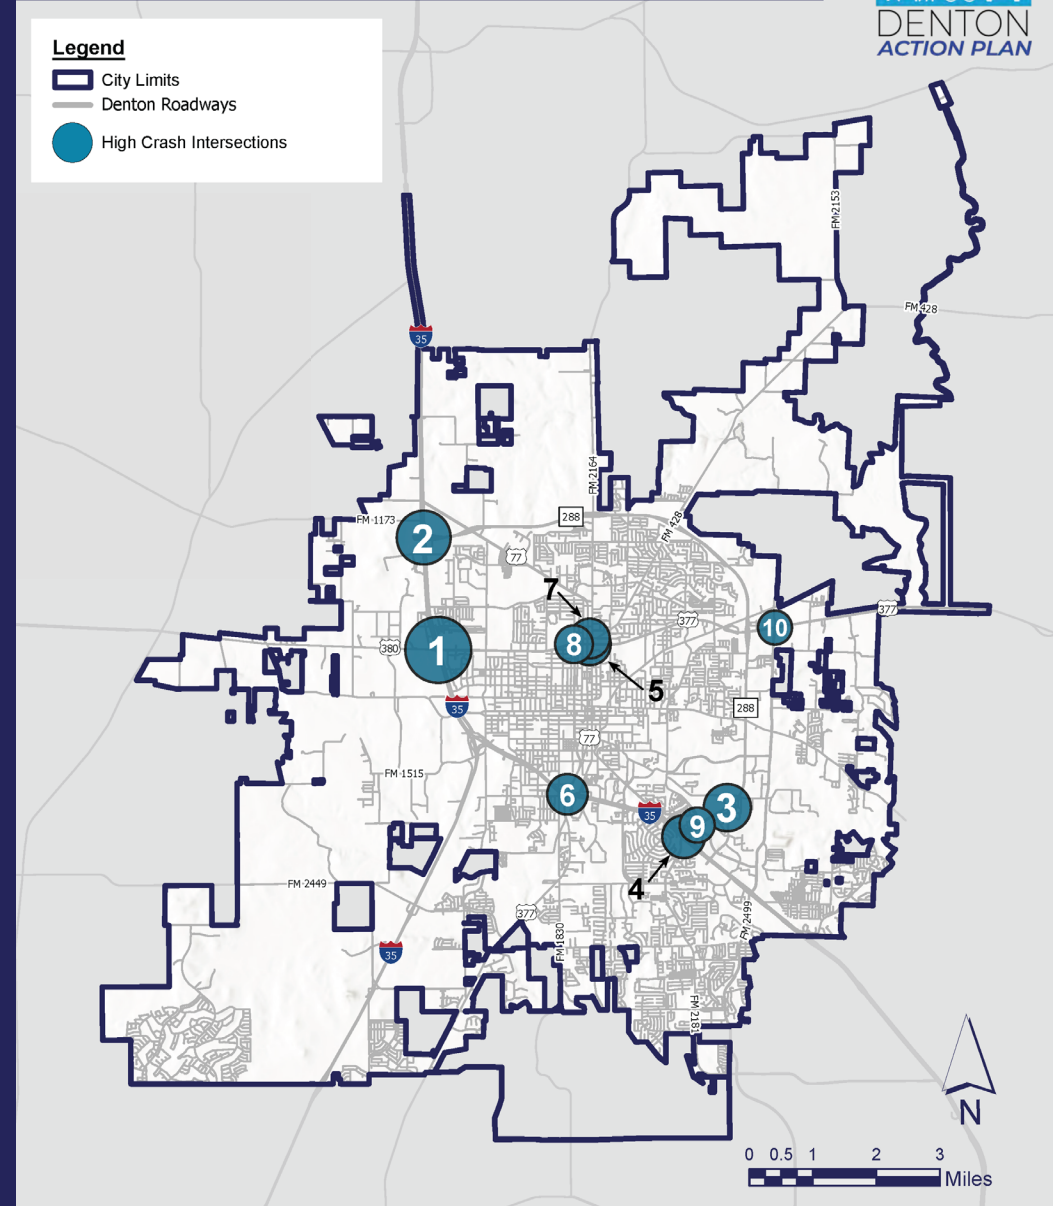 DENTON
ACTION PLAN
Legend
City Limits
Denton Roadways
High Crash Intersections
FM 2153
FM 428
35
FM 2164
FM 1173
2
288
FM 428
77
7
377
377
10
8
380
1
5
35
288
77
FM 1515
6
35
3
9
4
FM 2449
377
FM 2499
FM 1830
35
FM 2181
N
0 0.5 1 2 3
Miles